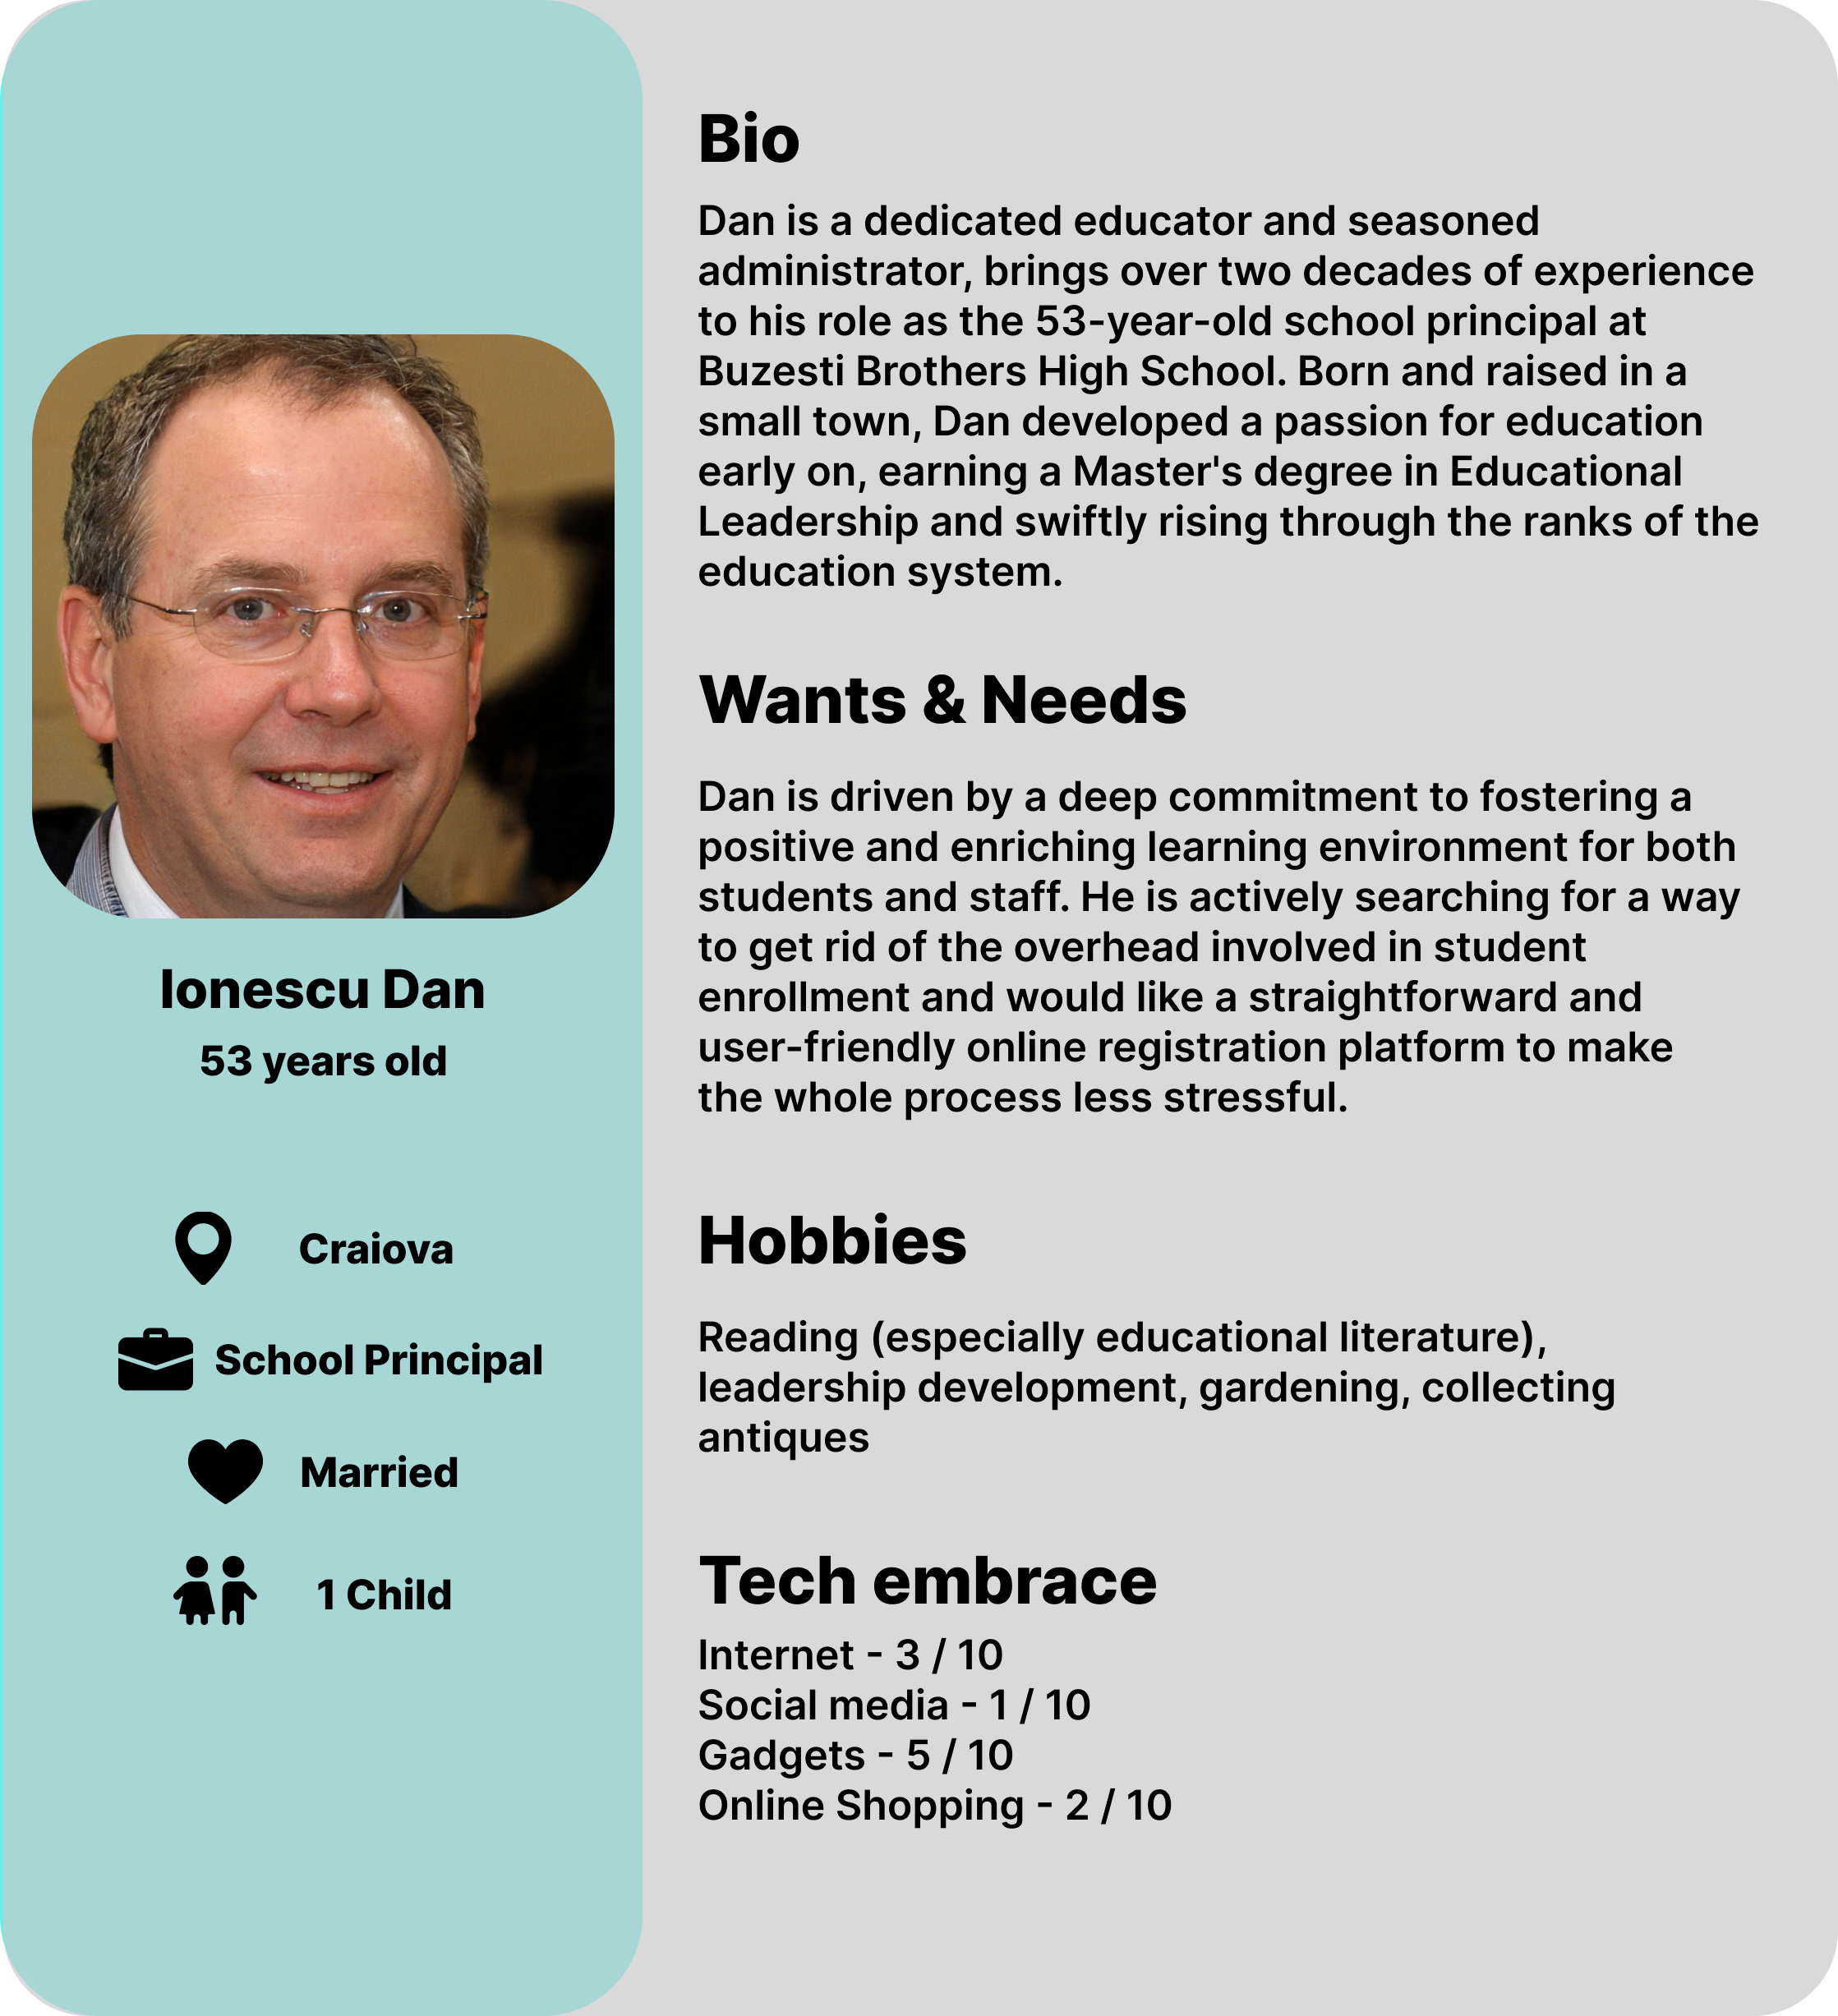 Ionescu Dan
53 years old
Craiova
School Principal
Married
1 Child
Bio
Dan is a dedicated educator and seasoned
administrator, brings over two decades of experience
to his role as the 53-year-old school principal at
Buzesti Brothers High School. Born and raised in a
small town, Dan developed a passion for education
early on, earning a Master's degree in Educational
Leadership and swiftly rising through the ranks of the
education system.
Wants & Needs
Dan is driven by a deep commitment to fostering a
positive and enriching learning environment for both
students and staff. He is actively searching for a way
to get rid of the overhead involved in student
enrollment and would like a straightforward and
user-friendly online registration platform to make
the whole process less stressful.
Hobbies
Reading (especially educational literature),
leadership development, gardening, collecting
antiques
Tech embrace
Internet - 3 / 10
Social media - 1 / 10
Gadgets - 5 / 10
Online Shopping - 2 / 10